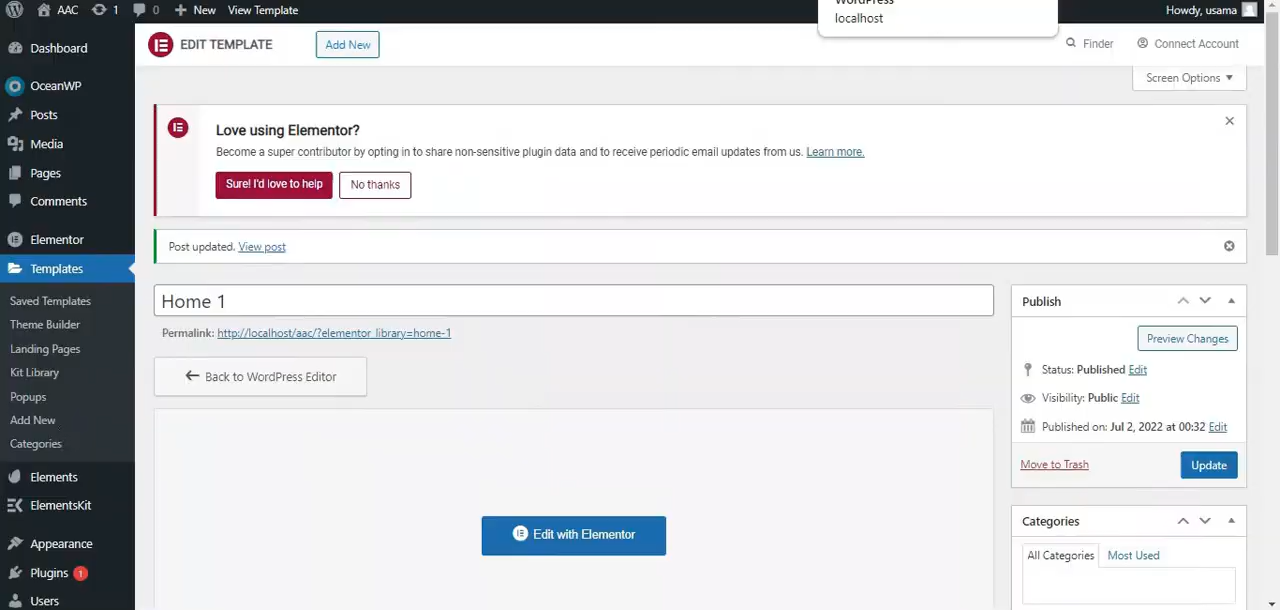 AAC 1 0 New View Template
WordPress
localhost
Howdy, usama
EDIT TEMPLATE
Add New
Finder
Connect Account
Screen Options
Dashboard
OceanWP
Posts
Media
Pages
Comments
Elementor
Templates
Saved Templates
Theme Builder
Landing Pages
Kit Library
Popups
Add New
Categories
Elements
ElementsKit
Appearance
Plugins 1
Users
Love using Elementor?
Become a super contributor by opting in to share non-sensitive plugin data and to receive periodic email updates from us. Learn more.
Sure! I'd love to help
No thanks
Post updated. View post
Home 1
Permalink: http://localhost/aac/?elementor_library=home-1
Back to WordPress Editor
Edit with Elementor
Publish
Preview Changes
Status: Published Edit
Visibility: Public Edit
Published on: Jul 2, 2022 at 00:32 Edit
Move to Trash
Update
Categories
All Categories
Most Used